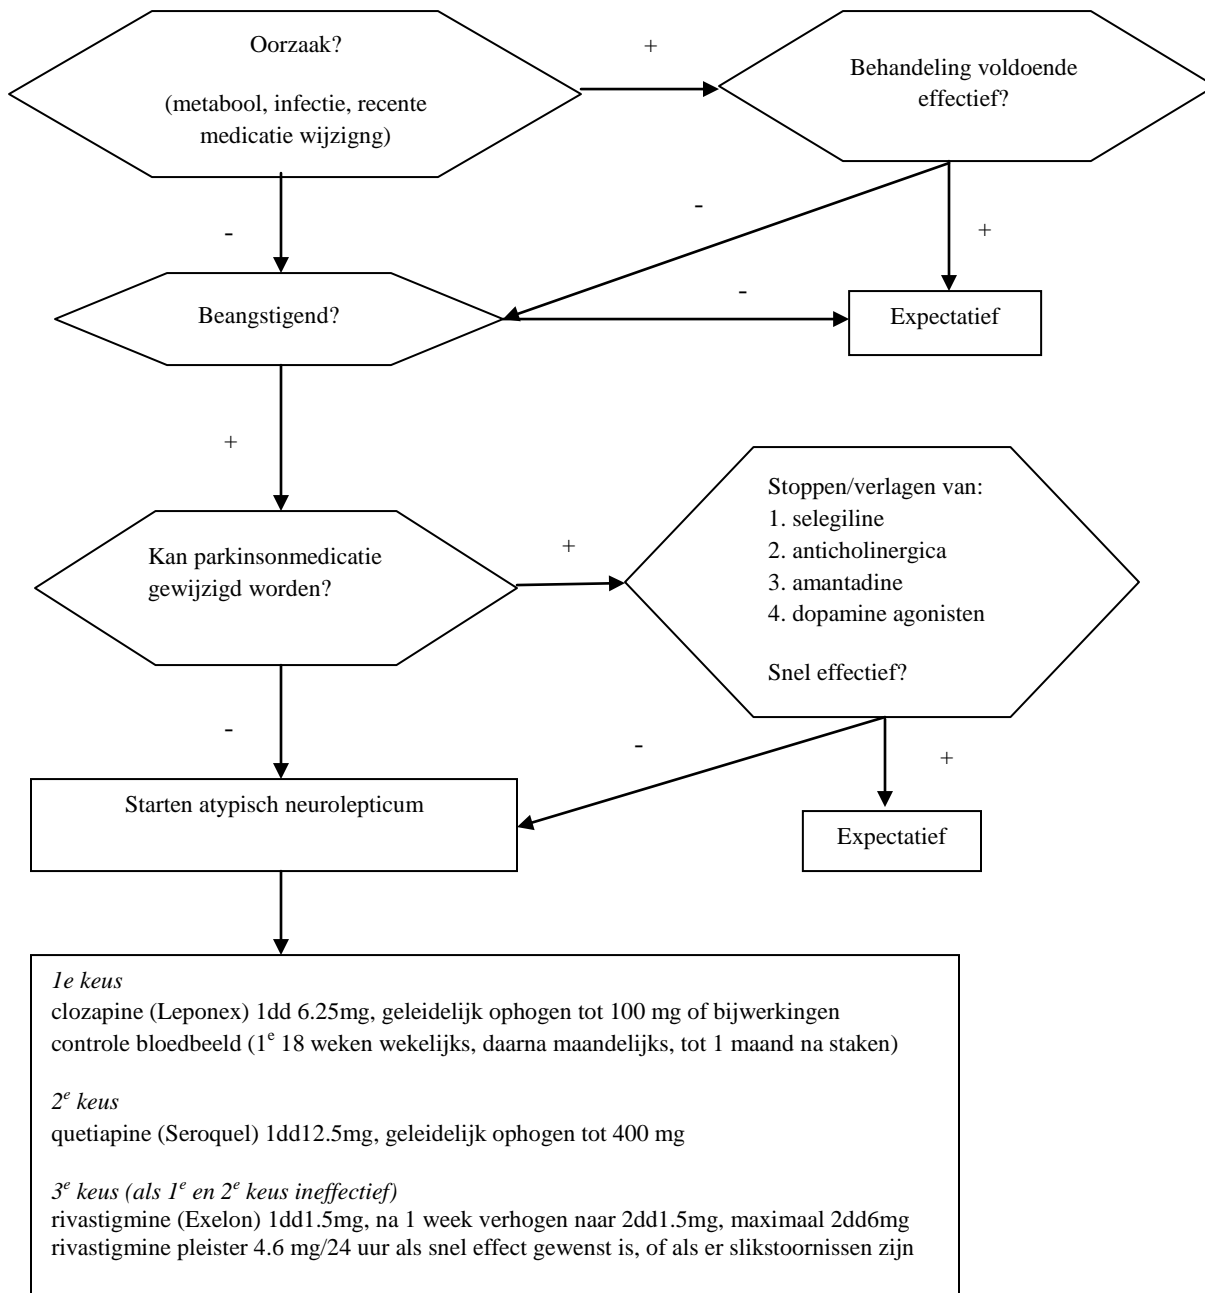 Oorzaak?
(metabool, infectie, recente
medicatie wijzigng)
+
Behandeling voldoende
effectief?
-
-
+
Beangstigend?
-
Expectatief
+
Kan parkinsonmedicatie
gewijzigd worden?
+
Stoppen/verlagen van:
1. selegiline
2. anticholinergica
3. amantadine
4. dopamine agonisten
Snel effectief?
-
-
+
Starten atypisch neurolepticum
Expectatief
1e keus
clozapine (Leponex) 1dd 6.25mg, geleidelijk ophogen tot 100 mg of bijwerkingen
controle bloedbeeld (1e 18 weken wekelijks, daarna maandelijks, tot 1 maand na staken)
2e keus
quetiapine (Seroquel) 1dd12.5mg, geleidelijk ophogen tot 400 mg
3e keus (als 1e en 2e keus ineffectief)
rivastigmine (Exelon) 1dd1.5mg, na 1 week verhogen naar 2dd1.5mg, maximaal 2dd6mg
rivastigmine pleister 4.6 mg/24 uur als snel effect gewenst is, of als er slikstoornissen zijn